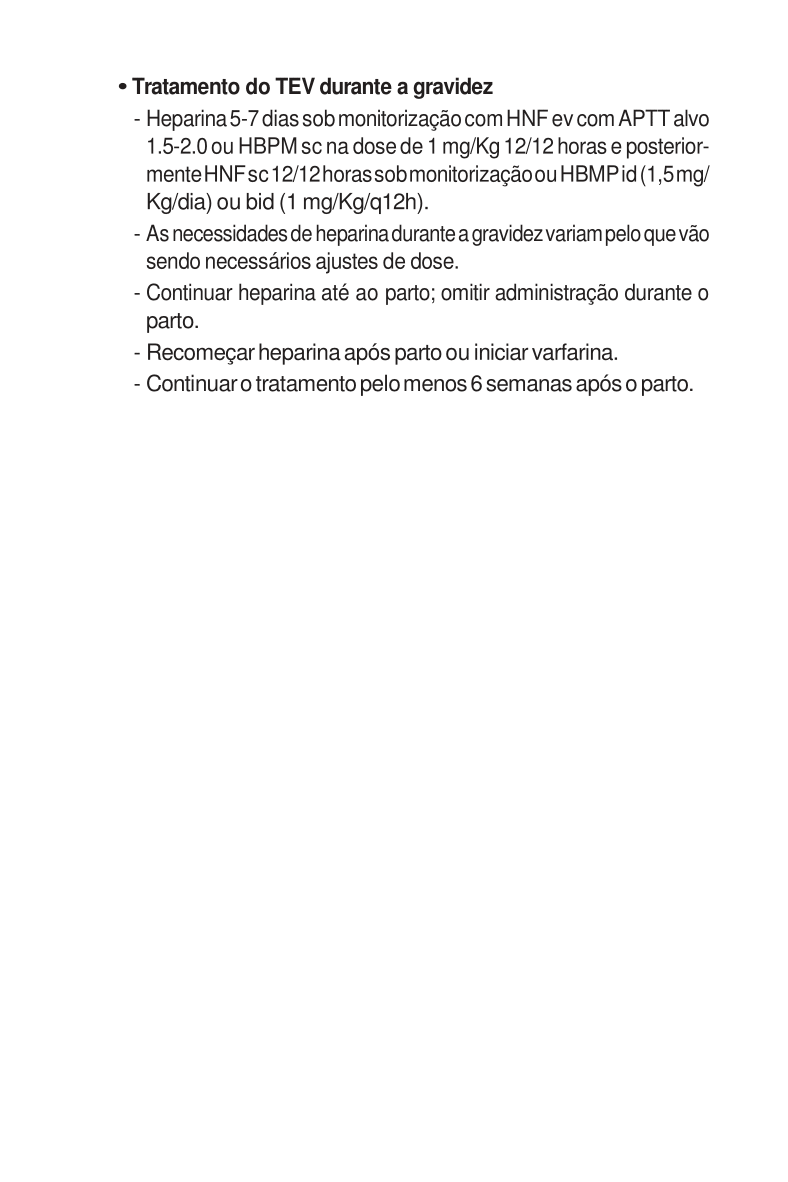 • Tratamento do TEV durante a gravidez
- Heparina 5-7 dias sob monitorização com HNF ev com APTT alvo
1.5-2.0 ou HBPM sc na dose de 1 mg/Kg 12/12 horas e posterior-
mente HNF sc 12/12 horas sob monitorização ou HBMP id (1,5 mg/
Kg/dia) ou bid (1 mg/Kg/q12h).
- As necessidades de heparina durante a gravidez variam pelo que vão
sendo necessários ajustes de dose.
- Continuar heparina até ao parto; omitir administração durante o
parto.
- Recomeçar heparina após parto ou iniciar varfarina.
- Continuar o tratamento pelo menos 6 semanas após o parto.